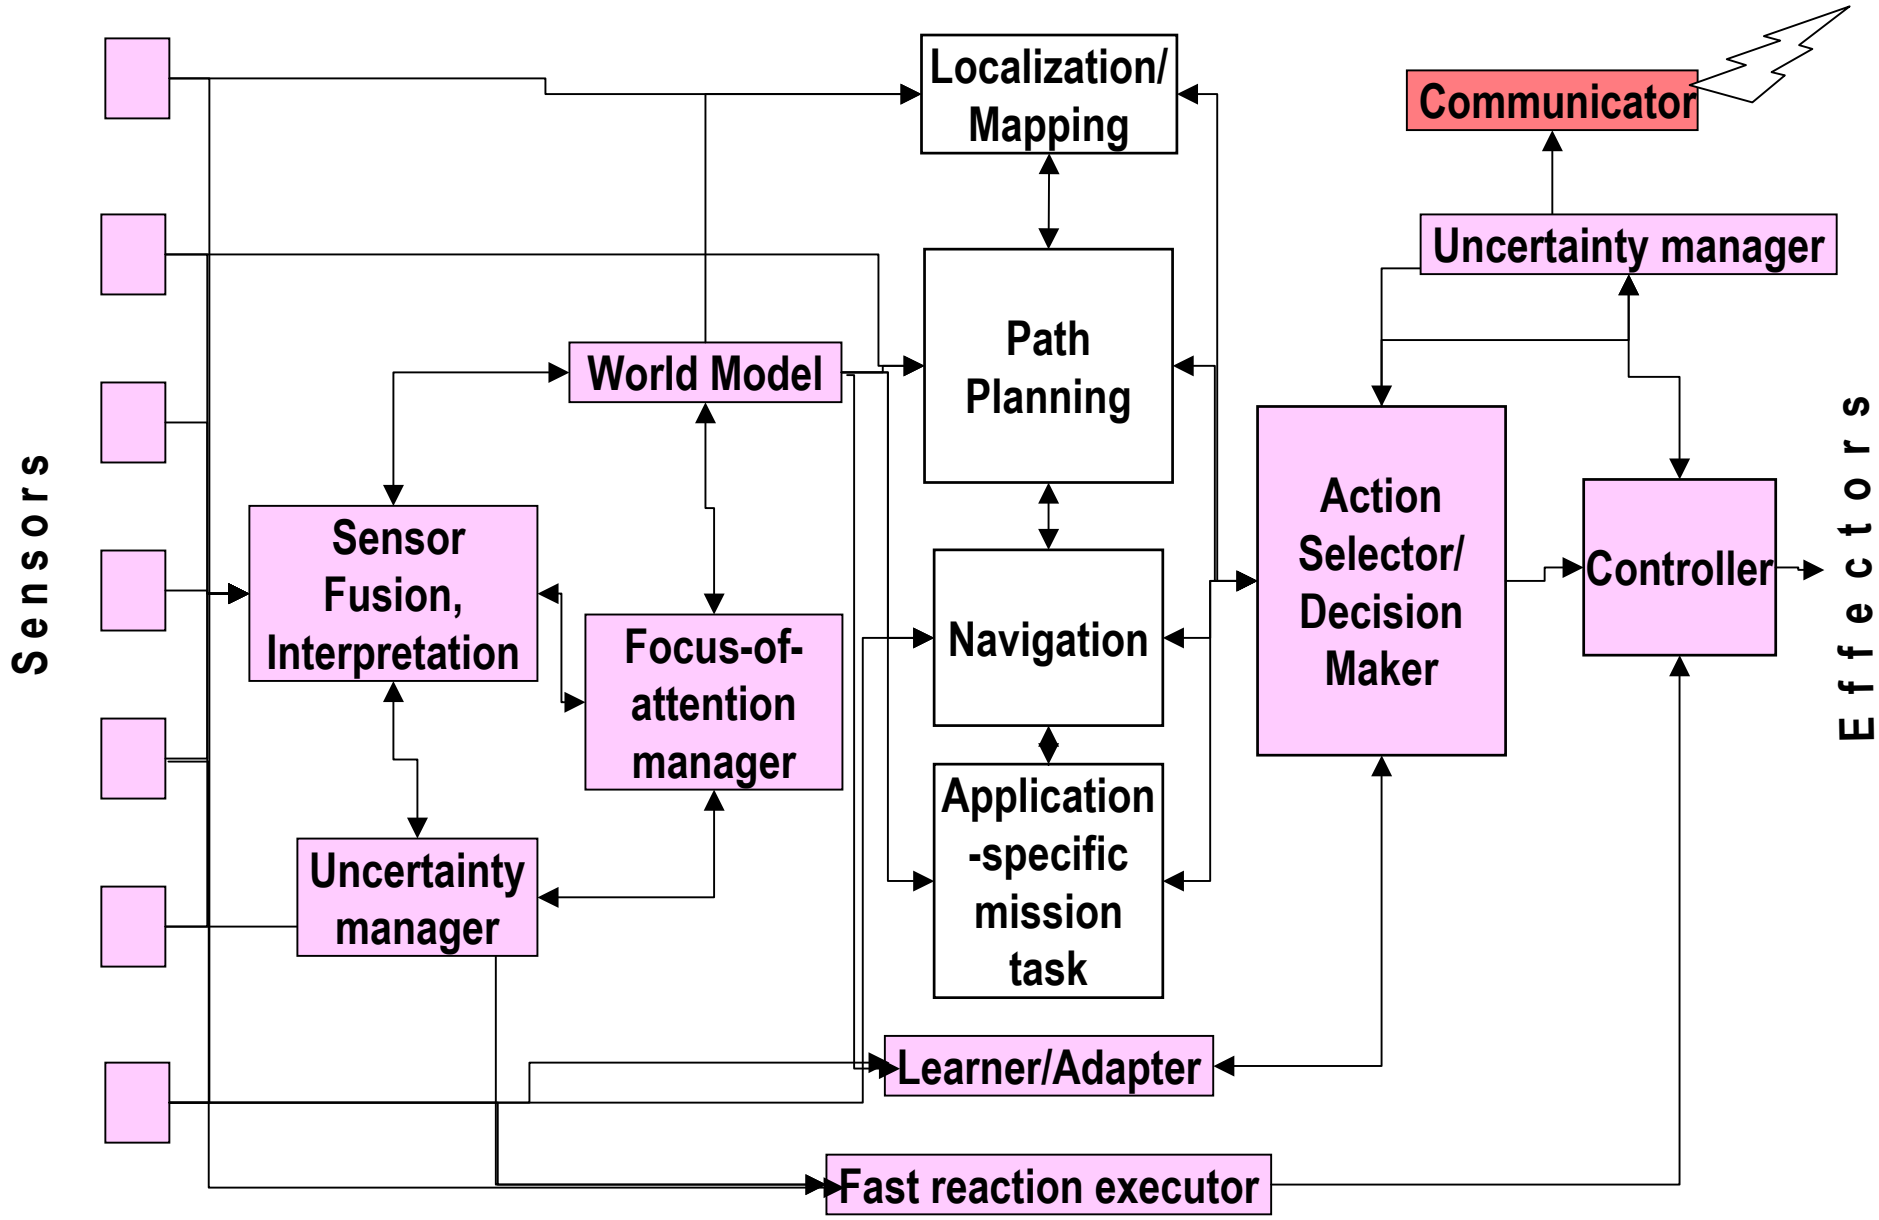 Localization/
Mapping
Communicator
Uncertainty manager
Path
Planning
World Model
Sensors
Effectors
Action
Selector/
Decision
Maker
Controller
Sensor
Fusion,
Interpretation
Focus-of-
attention
manager
Navigation
Uncertainty
manager
Application
-specific
mission
task
Learner/Adapter
Fast reaction executor